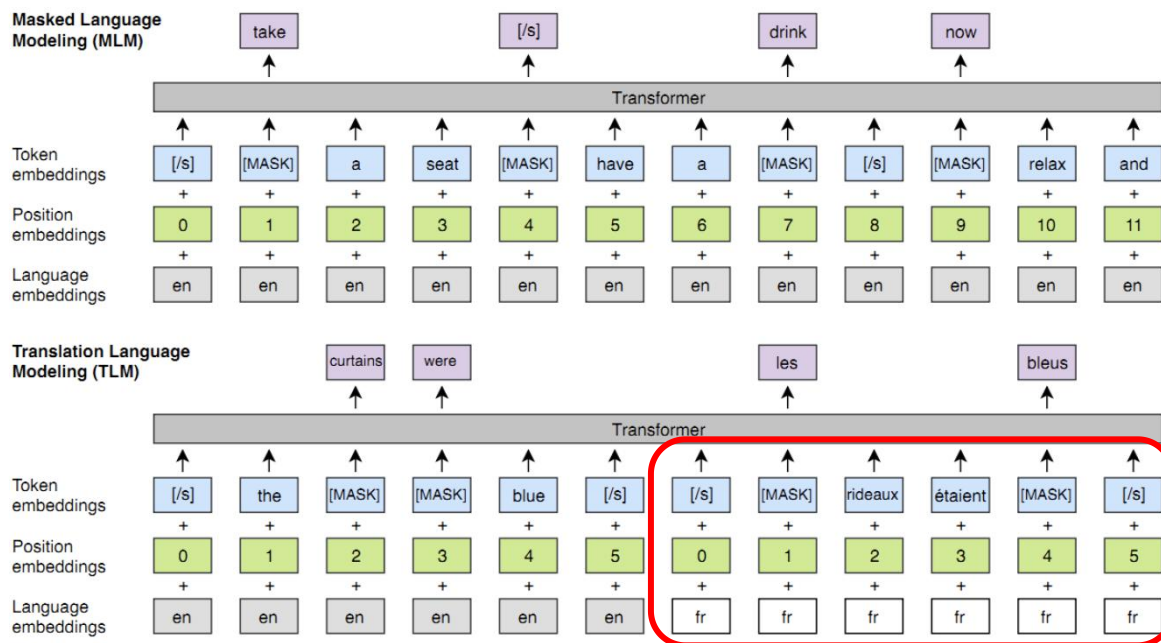 Masked Language
Modeling (MLM)
take [/s] drink now
Transformer
Token
embeddings
[/s] [MASK] a seat [MASK] have a [MASK] [/s] [MASK] relax and
+ + + + + + + + + + + +
Position
embeddings
0 1 2 3 4 5 6 7 8 9 10 11
+ + + + + + + + + + + +
Language
embeddings
en en en en en en en en en en en en
Translation Language
Modeling (TLM)
curtains were les bleus
Transformer
Token
embeddings
[/s] the [MASK] [MASK] blue [/s] [/s] [MASK] rideaux étaient [MASK] [/s]
+ + + + + + + + + + + +
Position
embeddings
0 1 2 3 4 5 0 1 2 3 4 5
+ + + + + + + + + + + +
Language
embeddings
en en en en en en fr fr fr fr fr fr